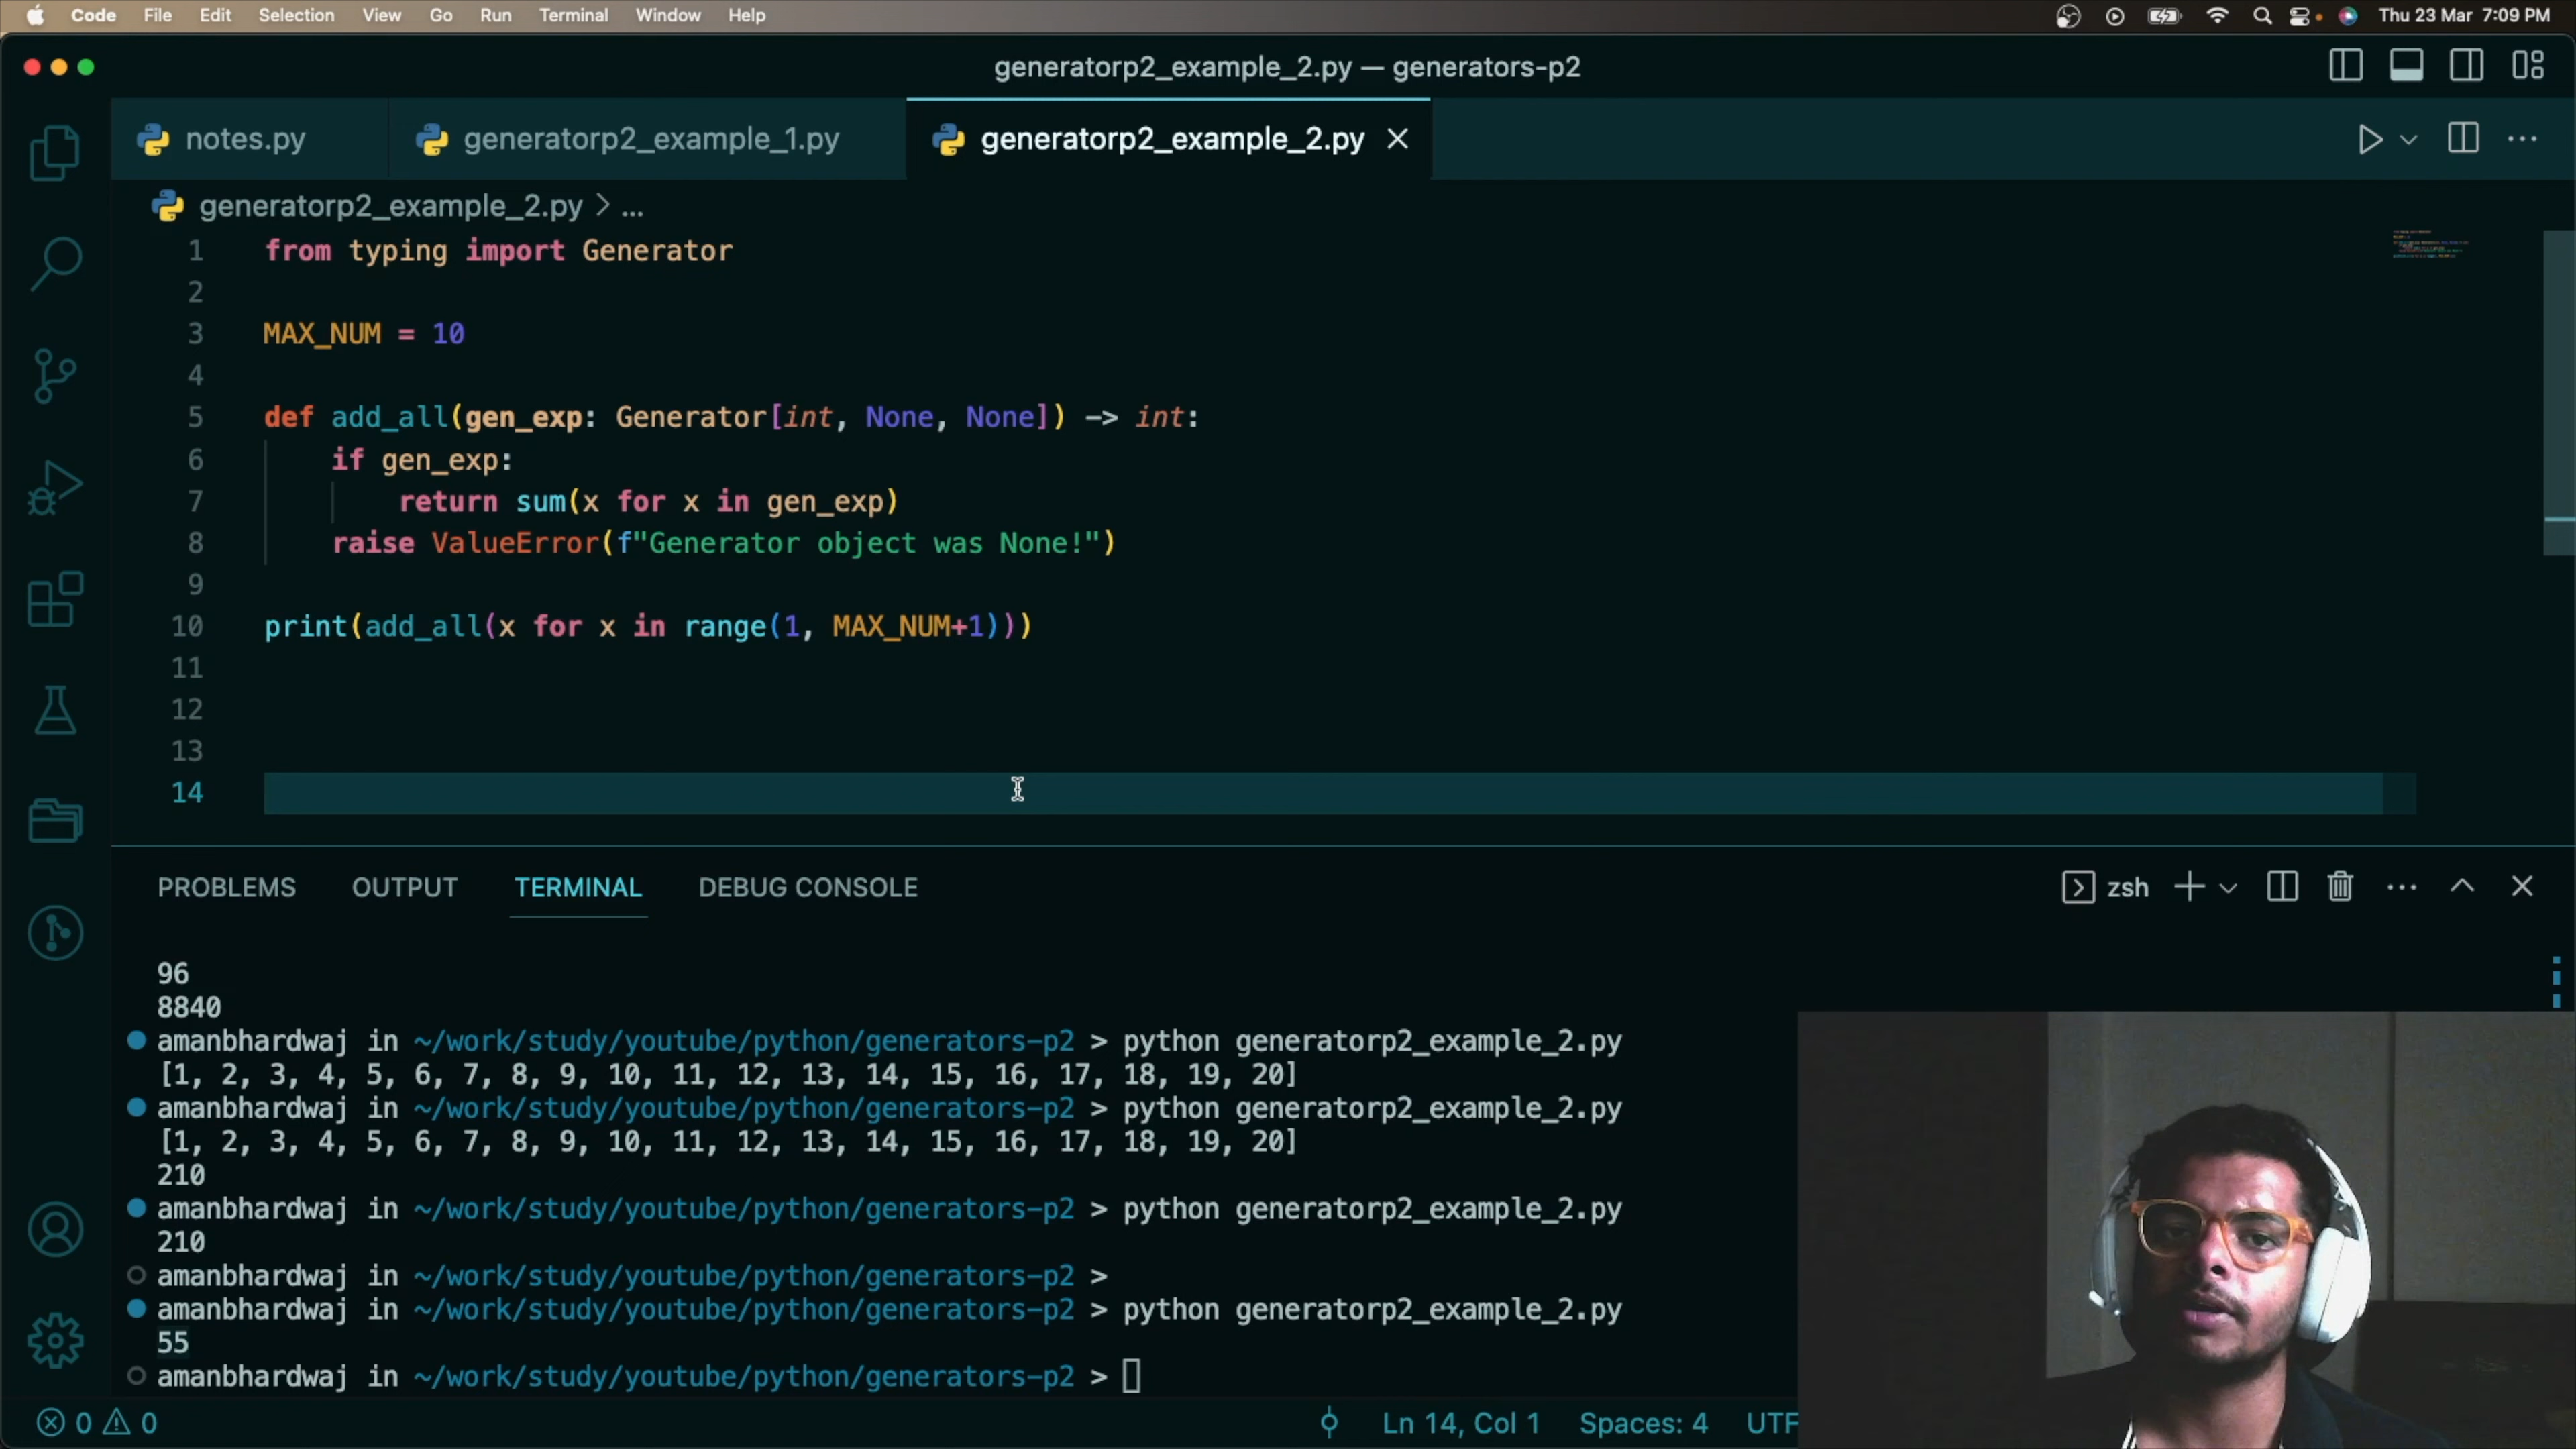 Code File Edit Selection View Go Run Terminal Window Help Thu 23 Mar 7:09 PM
generatorp2_example_2.py — generators-p2
notes.py generatorp2_example_1.py generatorp2_example_2.py
generatorp2_example_2.py > ...
1 from typing import Generator
2
3 MAX_NUM = 10
4
5 def add_all(gen_exp: Generator[int, None, None]) -> int:
6 if gen_exp:
7 return sum(x for x in gen_exp)
8 raise ValueError(f"Generator object was None!")
9
10 print(add_all(x for x in range(1, MAX_NUM+1)))
11
12
13
14
PROBLEMS OUTPUT TERMINAL DEBUG CONSOLE zsh
96
8840
amanbhardwaj in ~/work/study/youtube/python/generators-p2 > python generatorp2_example_2.py
[1, 2, 3, 4, 5, 6, 7, 8, 9, 10, 11, 12, 13, 14, 15, 16, 17, 18, 19, 20]
amanbhardwaj in ~/work/study/youtube/python/generators-p2 > python generatorp2_example_2.py
[1, 2, 3, 4, 5, 6, 7, 8, 9, 10, 11, 12, 13, 14, 15, 16, 17, 18, 19, 20]
210
amanbhardwaj in ~/work/study/youtube/python/generators-p2 > python generatorp2_example_2.py
210
amanbhardwaj in ~/work/study/youtube/python/generators-p2 >
amanbhardwaj in ~/work/study/youtube/python/generators-p2 > python generatorp2_example_2.py
55
amanbhardwaj in ~/work/study/youtube/python/generators-p2 >
0 0 Ln 14, Col 1 Spaces: 4 UTF